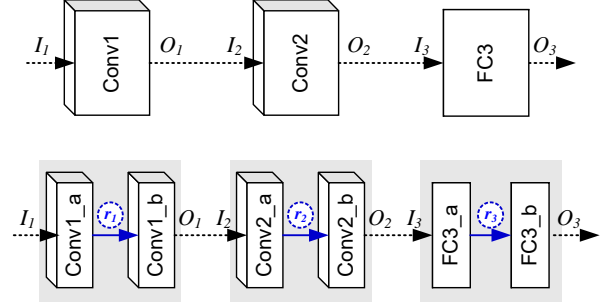 I1 Conv1 O1 I2 Conv2 O2 I3 FC3 O3
I1 Conv1_a r1 Conv1_b O1 I2 Conv2_a r2 Conv2_b O2 I3 FC3_a r3 FC3_b O3